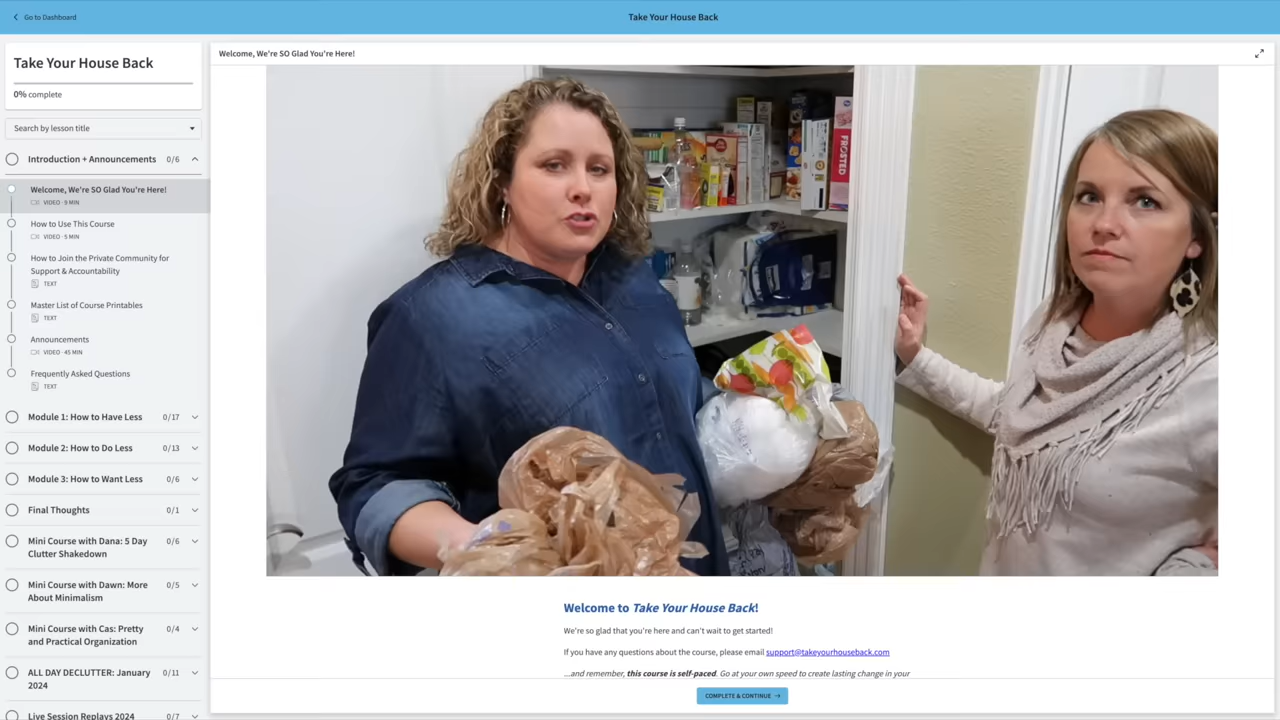 Go to Dashboard
Take Your House Back
Take Your House Back
0% complete
Search by lesson title
Introduction + Announcements 0/6
Welcome, We're SO Glad You're Here!
VIDEO · 9 MIN
How to Use This Course
VIDEO · 5 MIN
How to Join the Private Community for
Support & Accountability
TEXT
Master List of Course Printables
TEXT
Announcements
VIDEO · 45 MIN
Frequently Asked Questions
TEXT
Module 1: How to Have Less 0/17
Module 2: How to Do Less 0/13
Module 3: How to Want Less 0/6
Final Thoughts 0/1
Mini Course with Dana: 5 Day 0/6
Clutter Shakedown
Mini Course with Dawn: More 0/5
About Minimalism
Mini Course with Cas: Pretty 0/4
and Practical Organization
ALL DAY DECLUTTER: January 0/11
2024
Live Session Replays 2024 0/7
Welcome, We're SO Glad You're Here!
FROSTED
Welcome to Take Your House Back!
We're so glad that you're here and can't wait to get started!
If you have any questions about the course, please email support@takeyourhouseback.com
...and remember, this course is self-paced. Go at your own speed to create lasting change in your
COMPLETE & CONTINUE →